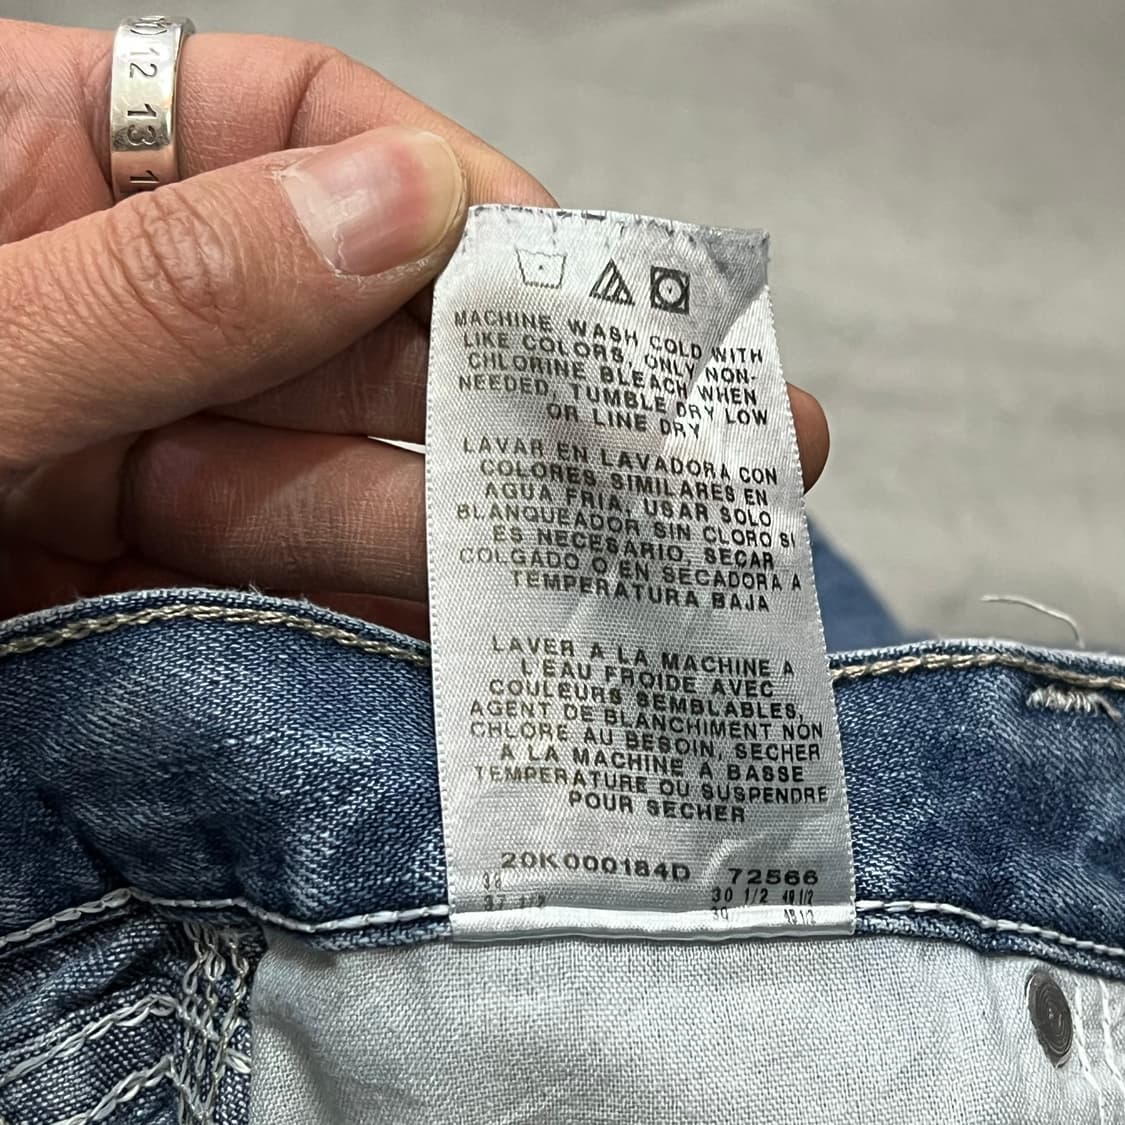 12 13
MACHINE WASH COLD WITH
LIKE COLORS, ONLY NON-
CHLORINE BLEACH WHEN
NEEDED, TUMBLE DRY LOW
OR LINE DRY
LAVAR EN LAVADORA CON
COLORES SIMILARES EN
AGUA FRIA, USAR SOLO
BLANQUEADOR SIN CLORO SI
ES NECESARIO, SECAR
COLGADO O EN SECADORA A
TEMPERATURA BAJA
LAVER A LA MACHINE A
L'EAU FROIDE AVEC
COULEURS SEMBLABLES,
AGENT DE BLANCHIMENT NON
CHLORE AU BESOIN, SECHER
A LA MACHINE A BASSE
TEMPERATURE OU SUSPENDRE
POUR SECHER
20K000184D 72566
30 1/2
30